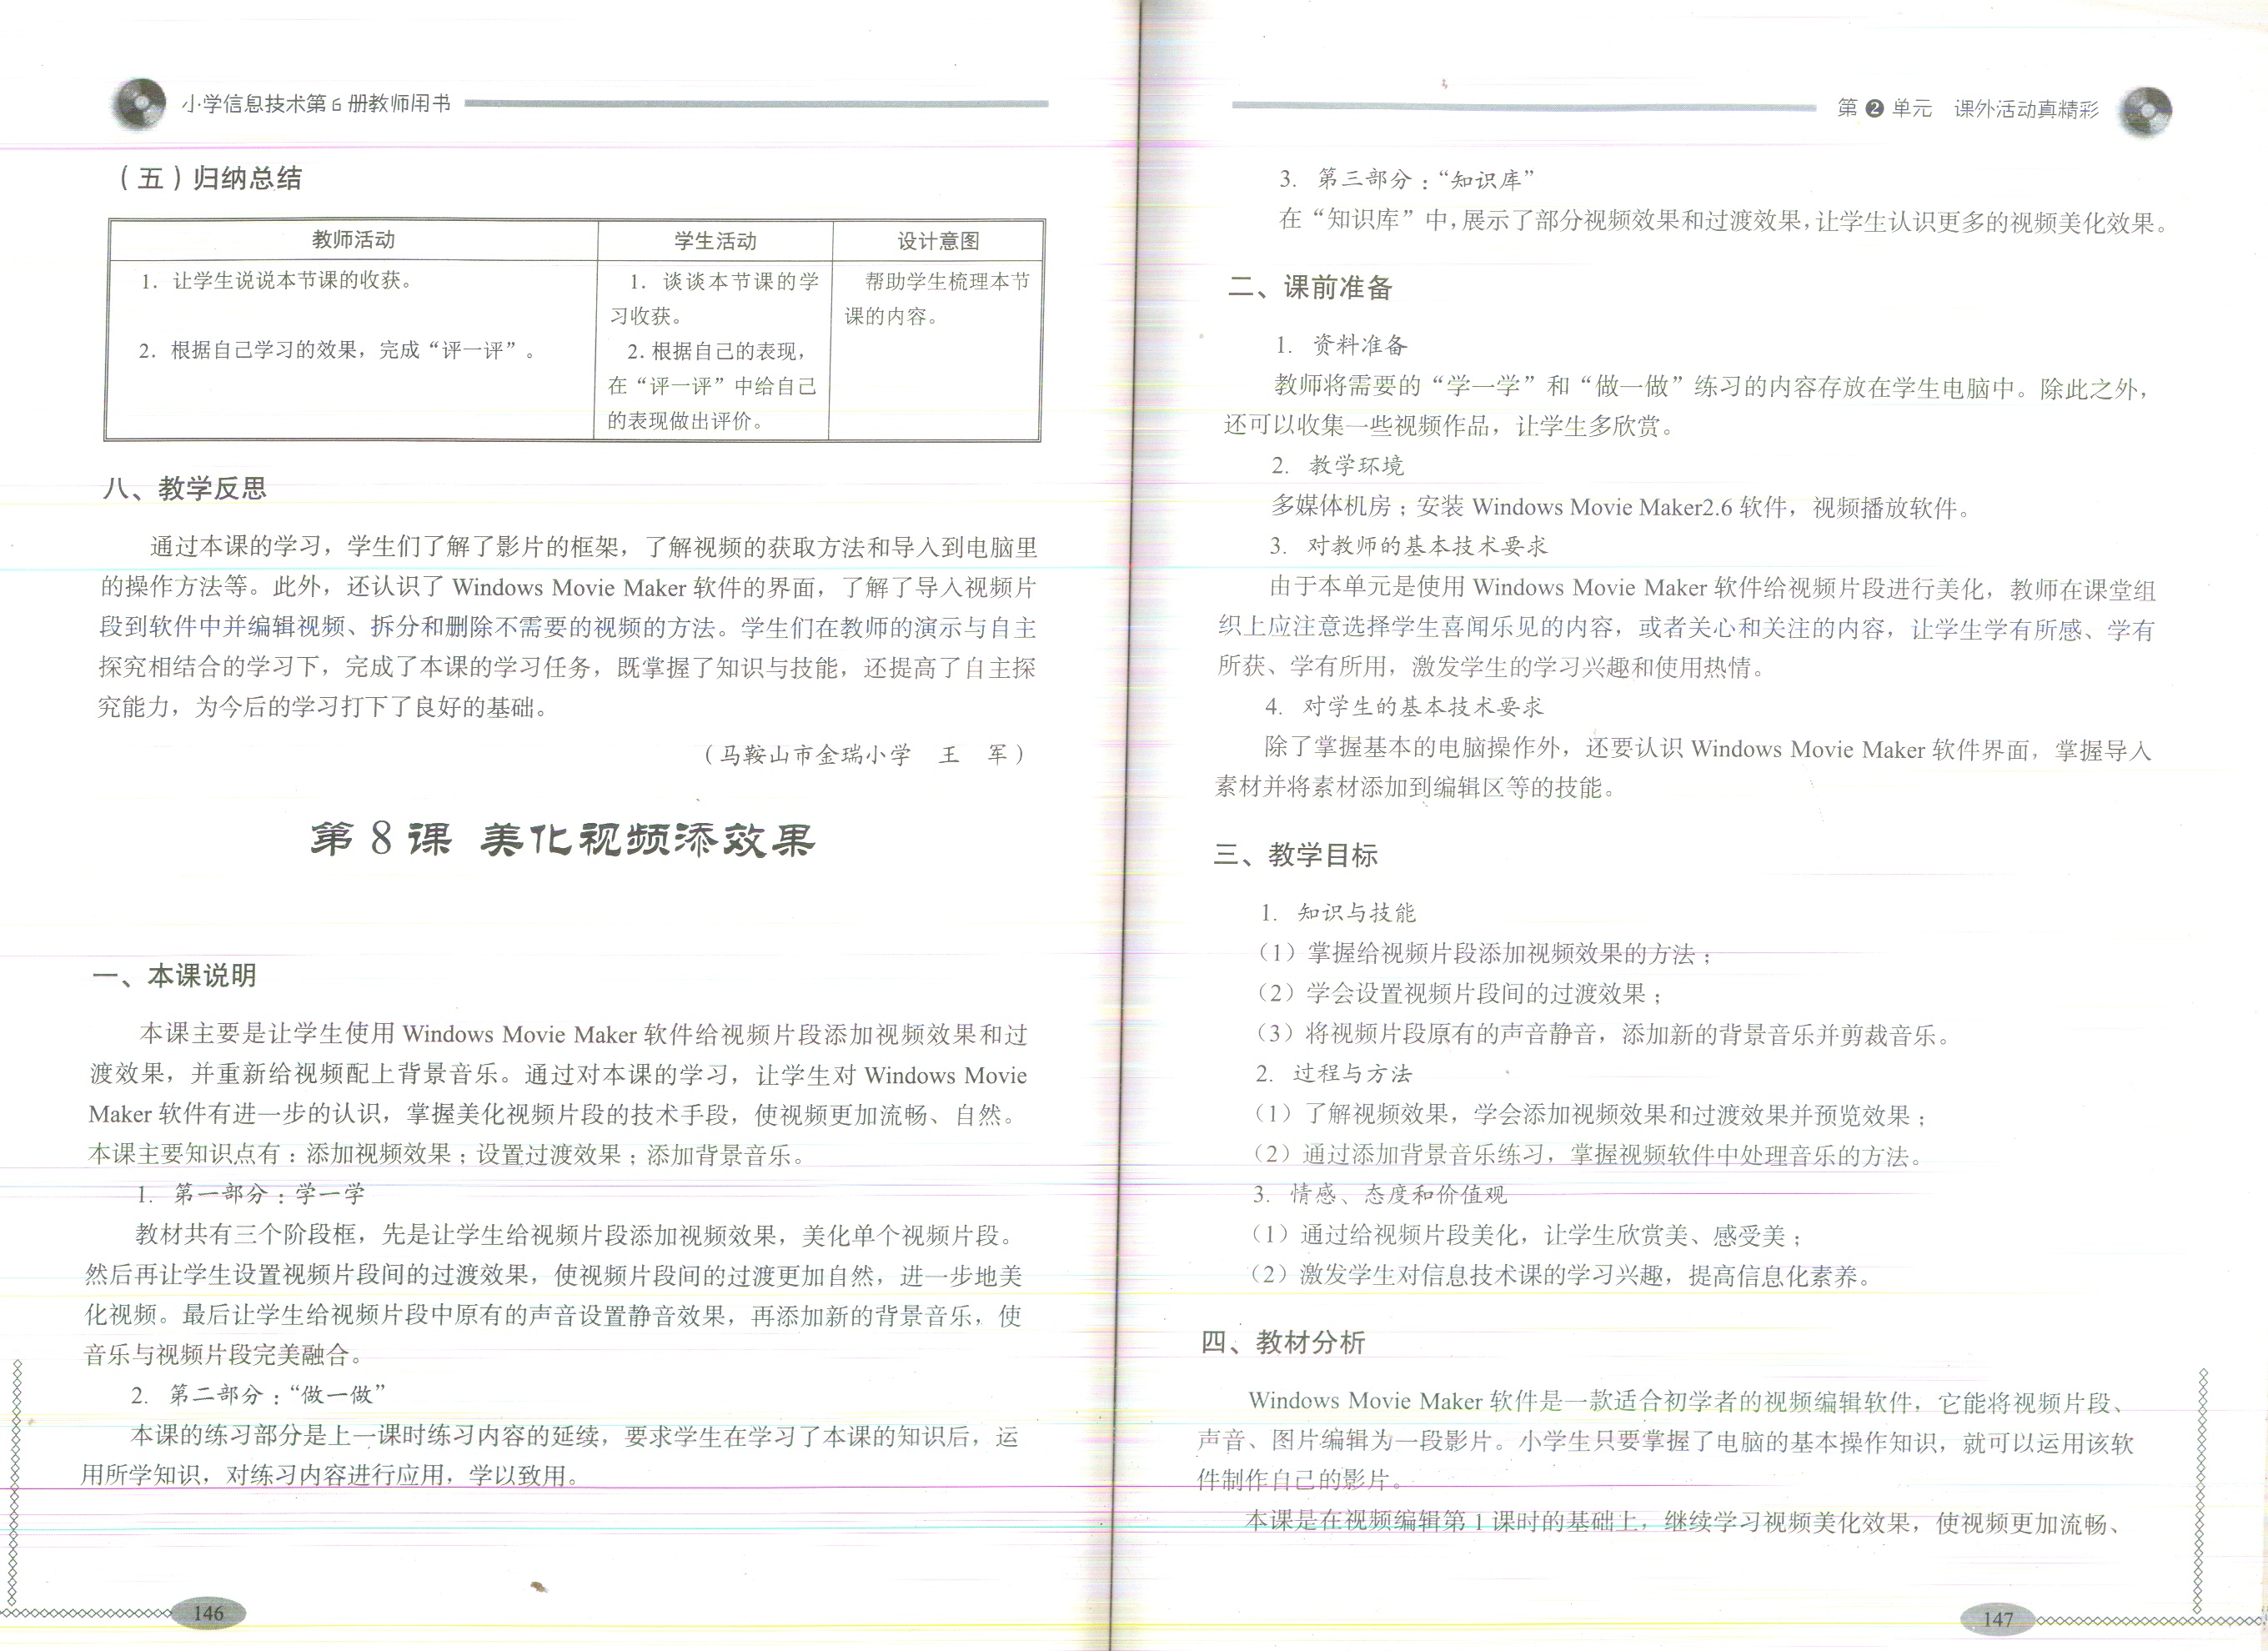 小学信息技术第6册教师用书
（五）归纳总结
教师活动 学生活动 设计意图
1. 让学生说说本节课的收获。
2. 根据自己学习的效果，完成“评一评”。
1. 谈谈本节课的学
习收获。
2. 根据自己的表现，
在“评一评”中给自己
的表现做出评价。
帮助学生梳理本节
课的内容。
八、教学反思
通过本课的学习，学生们了解了影片的框架，了解视频的获取方法和导入到电脑里
的操作方法等。此外，还认识了 Windows Movie Maker 软件的界面，了解了导入视频片
段到软件中并编辑视频、拆分和删除不需要的视频的方法。学生们在教师的演示与自主
探究相结合的学习下，完成了本课的学习任务，既掌握了知识与技能，还提高了自主探
究能力，为今后的学习打下了良好的基础。
（马鞍山市金瑞小学　王　军）
第 8 课 美化视频添效果
一、本课说明
本课主要是让学生使用 Windows Movie Maker 软件给视频片段添加视频效果和过
渡效果，并重新给视频配上背景音乐。通过对本课的学习，让学生对 Windows Movie
Maker 软件有进一步的认识，掌握美化视频片段的技术手段，使视频更加流畅、自然。
本课主要知识点有：添加视频效果；设置过渡效果；添加背景音乐。
1. 第一部分：学一学
教材共有三个阶段框，先是让学生给视频片段添加视频效果，美化单个视频片段。
然后再让学生设置视频片段间的过渡效果，使视频片段间的过渡更加自然，进一步地美
化视频。最后让学生给视频片段中原有的声音设置静音效果，再添加新的背景音乐，使
音乐与视频片段完美融合。
2. 第二部分：“做一做”
本课的练习部分是上一课时练习内容的延续，要求学生在学习了本课的知识后，运
用所学知识，对练习内容进行应用，学以致用。
146
第❷单元　课外活动真精彩
3. 第三部分：“知识库”
在“知识库”中，展示了部分视频效果和过渡效果，让学生认识更多的视频美化效果。
二、课前准备
1. 资料准备
教师将需要的“学一学”和“做一做”练习的内容存放在学生电脑中。除此之外，
还可以收集一些视频作品，让学生多欣赏。
2. 教学环境
多媒体机房；安装 Windows Movie Maker2.6 软件，视频播放软件。
3. 对教师的基本技术要求
由于本单元是使用 Windows Movie Maker 软件给视频片段进行美化，教师在课堂组
织上应注意选择学生喜闻乐见的内容，或者关心和关注的内容，让学生学有所感、学有
所获、学有所用，激发学生的学习兴趣和使用热情。
4. 对学生的基本技术要求
除了掌握基本的电脑操作外，还要认识 Windows Movie Maker 软件界面，掌握导入
素材并将素材添加到编辑区等的技能。
三、教学目标
1. 知识与技能
（1）掌握给视频片段添加视频效果的方法；
（2）学会设置视频片段间的过渡效果；
（3）将视频片段原有的声音静音，添加新的背景音乐并剪裁音乐。
2. 过程与方法
（1）了解视频效果，学会添加视频效果和过渡效果并预览效果；
（2）通过添加背景音乐练习，掌握视频软件中处理音乐的方法。
3. 情感、态度和价值观
（1）通过给视频片段美化，让学生欣赏美、感受美；
（2）激发学生对信息技术课的学习兴趣，提高信息化素养。
四、教材分析
Windows Movie Maker 软件是一款适合初学者的视频编辑软件，它能将视频片段、
声音、图片编辑为一段影片。小学生只要掌握了电脑的基本操作知识，就可以运用该软
件制作自己的影片。
本课是在视频编辑第 1 课时的基础上，继续学习视频美化效果，使视频更加流畅、
147